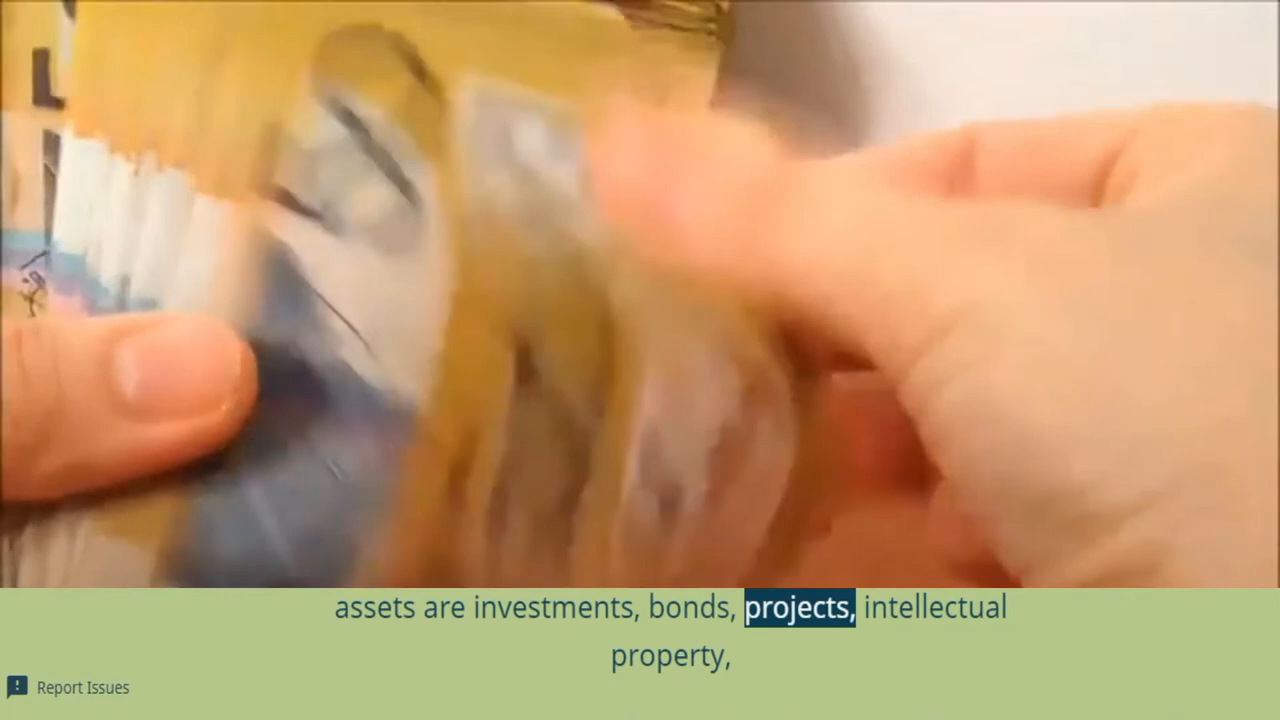 assets are investments, bonds, projects, intellectual
property,
Report Issues